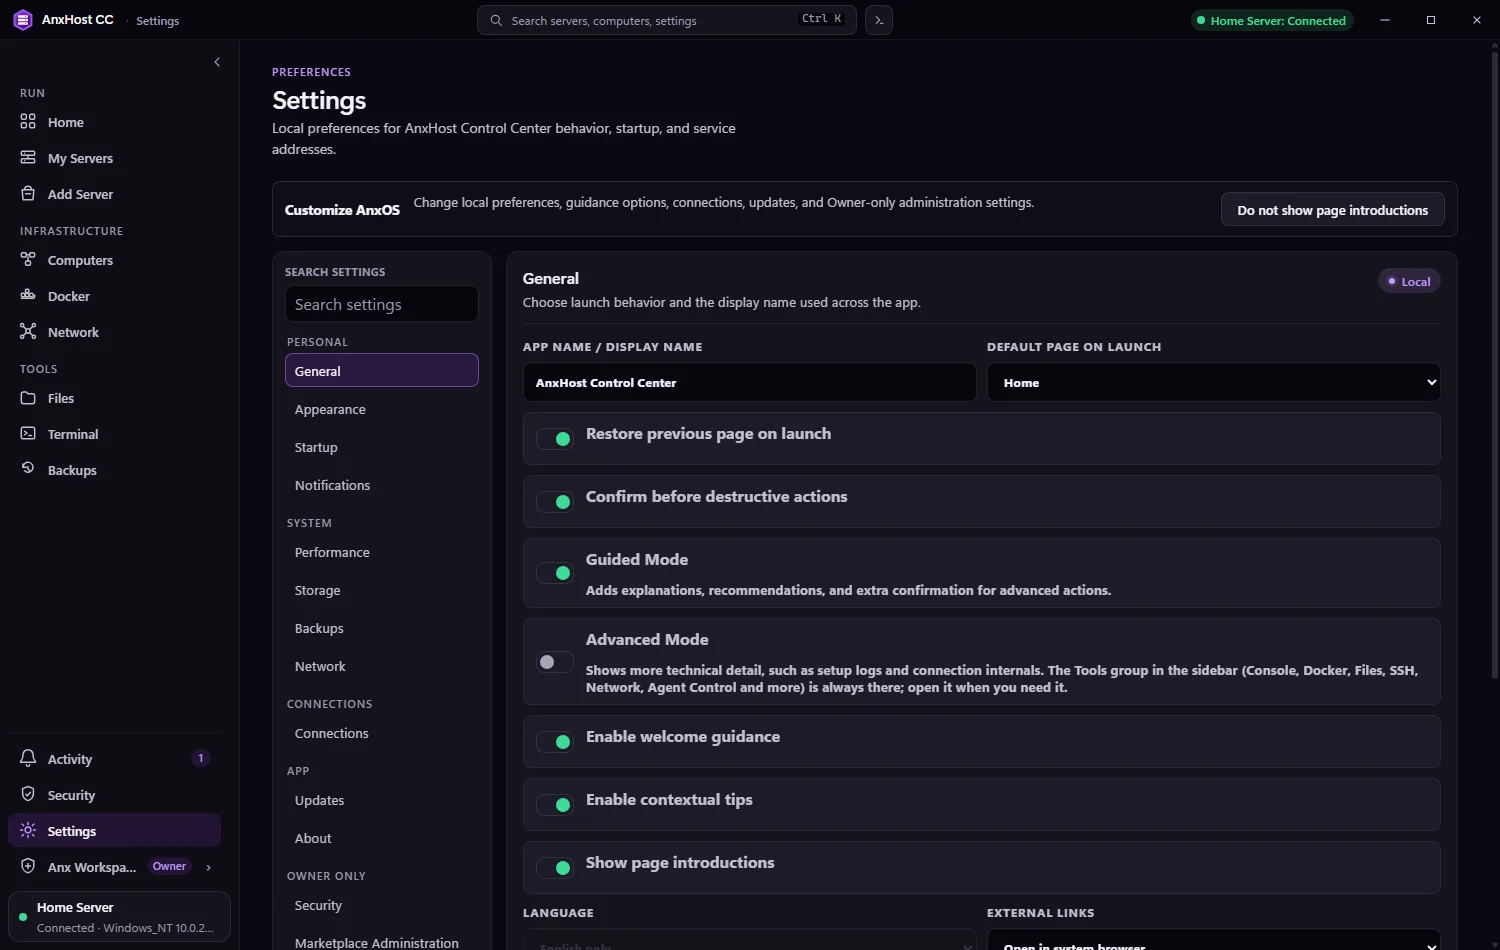 AnxHost CC · Settings
Search servers, computers, settings Ctrl K
Home Server: Connected
RUN
Home
My Servers
Add Server
INFRASTRUCTURE
Computers
Docker
Network
TOOLS
Files
Terminal
Backups
Activity 1
Security
Settings
Anx Workspa... Owner
Home Server
Connected · Windows_NT 10.0.2...
PREFERENCES
Settings
Local preferences for AnxHost Control Center behavior, startup, and service
addresses.
Customize AnxOS
Change local preferences, guidance options, connections, updates, and Owner-only administration settings.
Do not show page introductions
SEARCH SETTINGS
Search settings
PERSONAL
General
Appearance
Startup
Notifications
SYSTEM
Performance
Storage
Backups
Network
CONNECTIONS
Connections
APP
Updates
About
OWNER ONLY
Security
Marketplace Administration
General
Local
Choose launch behavior and the display name used across the app.
APP NAME / DISPLAY NAME
AnxHost Control Center
DEFAULT PAGE ON LAUNCH
Home
Restore previous page on launch
Confirm before destructive actions
Guided Mode
Adds explanations, recommendations, and extra confirmation for advanced actions.
Advanced Mode
Shows more technical detail, such as setup logs and connection internals. The Tools group in the sidebar (Console, Docker, Files, SSH,
Network, Agent Control and more) is always there; open it when you need it.
Enable welcome guidance
Enable contextual tips
Show page introductions
LANGUAGE
English only
EXTERNAL LINKS
Open in system browser